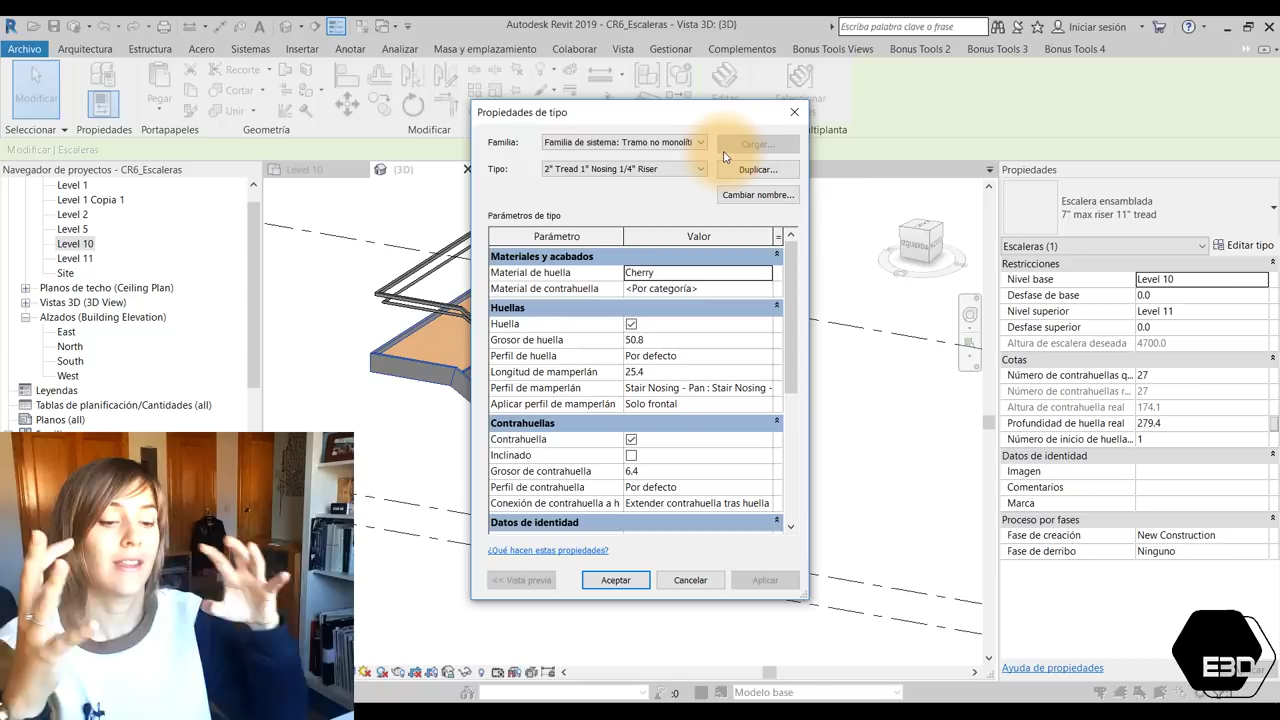 Autodesk Revit 2019 - CR6_Escaleras - Vista 3D: {3D}
Escriba palabra clave o frase
Iniciar sesión
Archivo
Arquitectura
Estructura
Acero
Sistemas
Insertar
Anotar
Analizar
Masa y emplazamiento
Colaborar
Vista
Gestionar
Complementos
Bonus Tools Views
Bonus Tools 2
Bonus Tools 3
Bonus Tools 4
Modificar
Pegar
Recorte
Cortar
Unir
Seleccionar
Propiedades
Portapapeles
Geometría
Modificar
Modificar | Escaleras
Navegador de proyectos - CR6_Escaleras
Level 1
Level 1 Copia 1
Level 2
Level 5
Level 10
Level 11
Site
Planos de techo (Ceiling Plan)
Vistas 3D (3D View)
Alzados (Building Elevation)
East
North
South
West
Leyendas
Tablas de planificación/Cantidades (all)
Planos (all)
Level 10
{3D}
Propiedades de tipo
Familia: Familia de sistema: Tramo no monolíti
Cargar...
Tipo: 2" Tread 1" Nosing 1/4" Riser
Duplicar...
Cambiar nombre...
Parámetros de tipo
Parámetro Valor =
Materiales y acabados
Material de huella Cherry
Material de contrahuella <Por categoría>
Huellas
Huella
Grosor de huella 50.8
Perfil de huella Por defecto
Longitud de mamperlán 25.4
Perfil de mamperlán Stair Nosing - Pan : Stair Nosing -
Aplicar perfil de mamperlán Solo frontal
Contrahuellas
Contrahuella
Inclinado
Grosor de contrahuella 6.4
Perfil de contrahuella Por defecto
Conexión de contrahuella a h Extender contrahuella tras huella
Datos de identidad
¿Qué hacen estas propiedades?
<< Vista previa
Aceptar
Cancelar
Aplicar
Propiedades
Escalera ensamblada
7" max riser 11" tread
Escaleras (1)
Editar tipo
Restricciones
Nivel base Level 10
Desfase de base 0.0
Nivel superior Level 11
Desfase superior 0.0
Altura de escalera deseada 4700.0
Cotas
Número de contrahuellas q... 27
Número de contrahuellas r... 27
Altura de contrahuella real 174.1
Profundidad de huella real 279.4
Número de inicio de huella... 1
Datos de identidad
Imagen
Comentarios
Marca
Proceso por fases
Fase de creación New Construction
Fase de derribo Ninguno
Ayuda de propiedades
:0
Modelo base
E3D